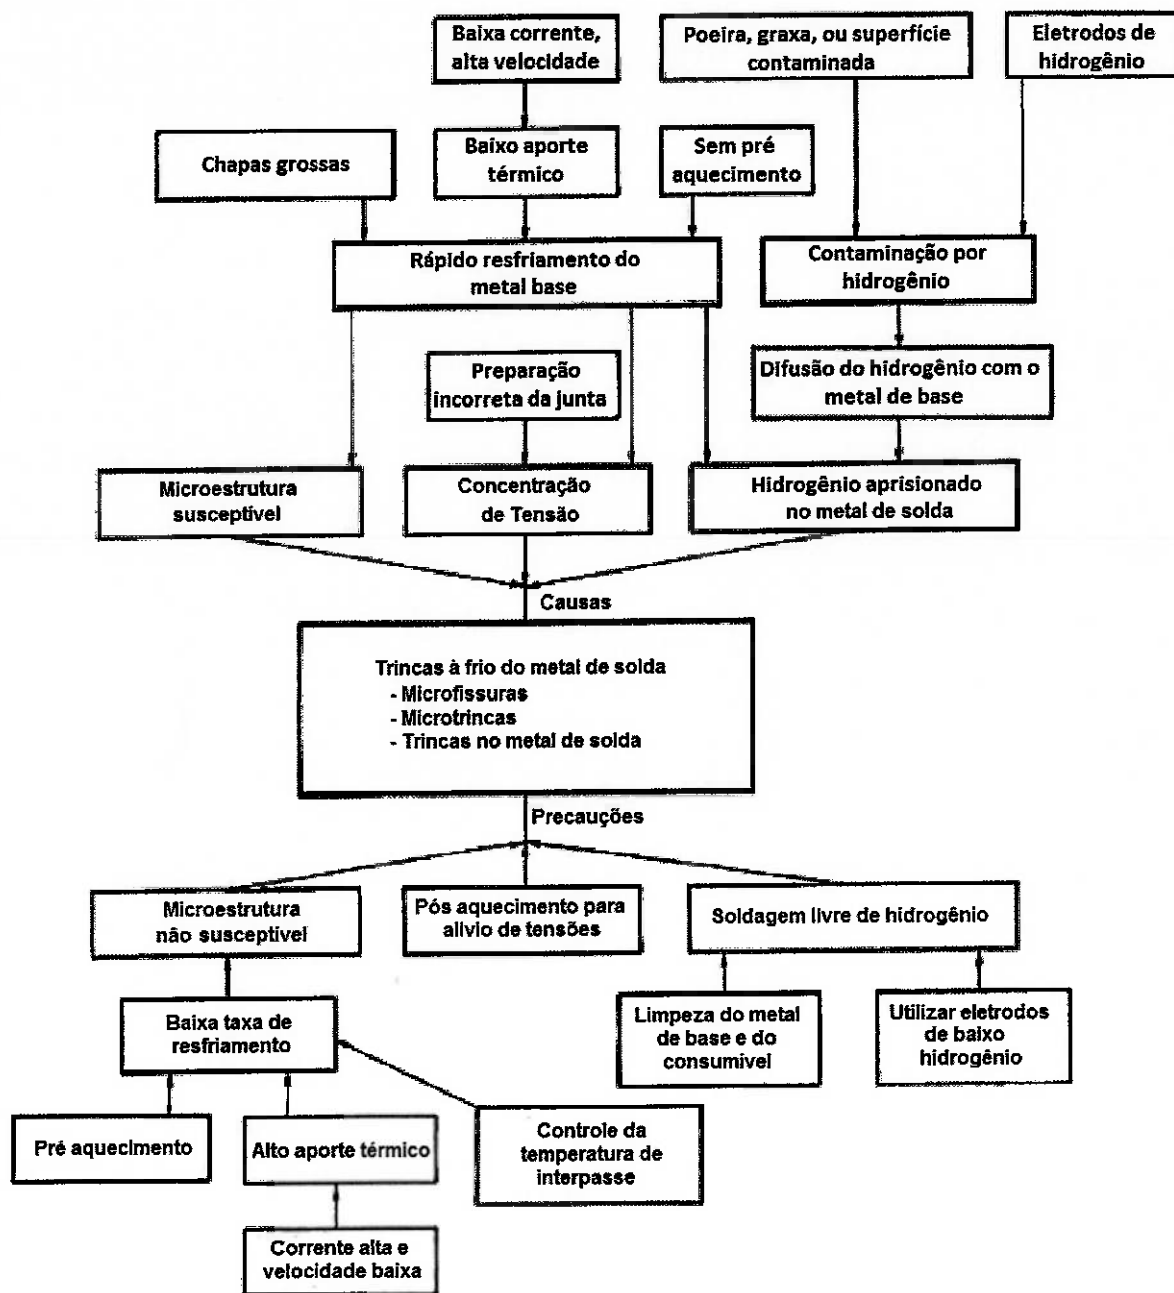 Baixa corrente,
alta velocidade
Poeira, graxa, ou superfície
contaminada
Eletrodos de
hidrogênio
Chapas grossas
Baixo aporte
térmico
Sem pré
aquecimento
Rápido resfriamento do
metal base
Contaminação por
hidrogênio
Preparação
incorreta da junta
Difusão do hidrogênio com o
metal de base
Microestrutura
susceptível
Concentração
de Tensão
Hidrogênio aprisionado
no metal de solda
Causas
Trincas à frio do metal de solda
- Microfissuras
- Microtrincas
- Trincas no metal de solda
Precauções
Microestrutura
não susceptível
Pós aquecimento para
alivio de tensões
Soldagem livre de hidrogênio
Baixa taxa de
resfriamento
Limpeza do metal
de base e do
consumível
Utilizar eletrodos
de baixo
hidrogênio
Pré aquecimento
Alto aporte térmico
Controle da
temperatura de
interpasse
Corrente alta e
velocidade baixa